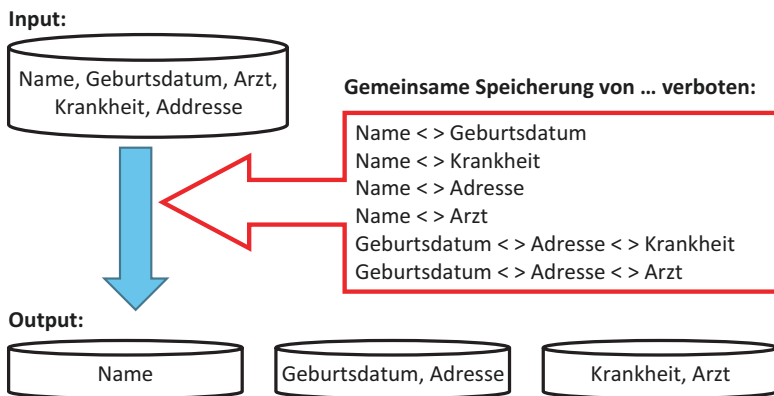 Input:
Name, Geburtsdatum, Arzt,
Krankheit, Addresse
Gemeinsame Speicherung von ... verboten:
Name < > Geburtsdatum
Name < > Krankheit
Name < > Adresse
Name < > Arzt
Geburtsdatum < > Adresse < > Krankheit
Geburtsdatum < > Adresse < > Arzt
Output:
Name
Geburtsdatum, Adresse
Krankheit, Arzt